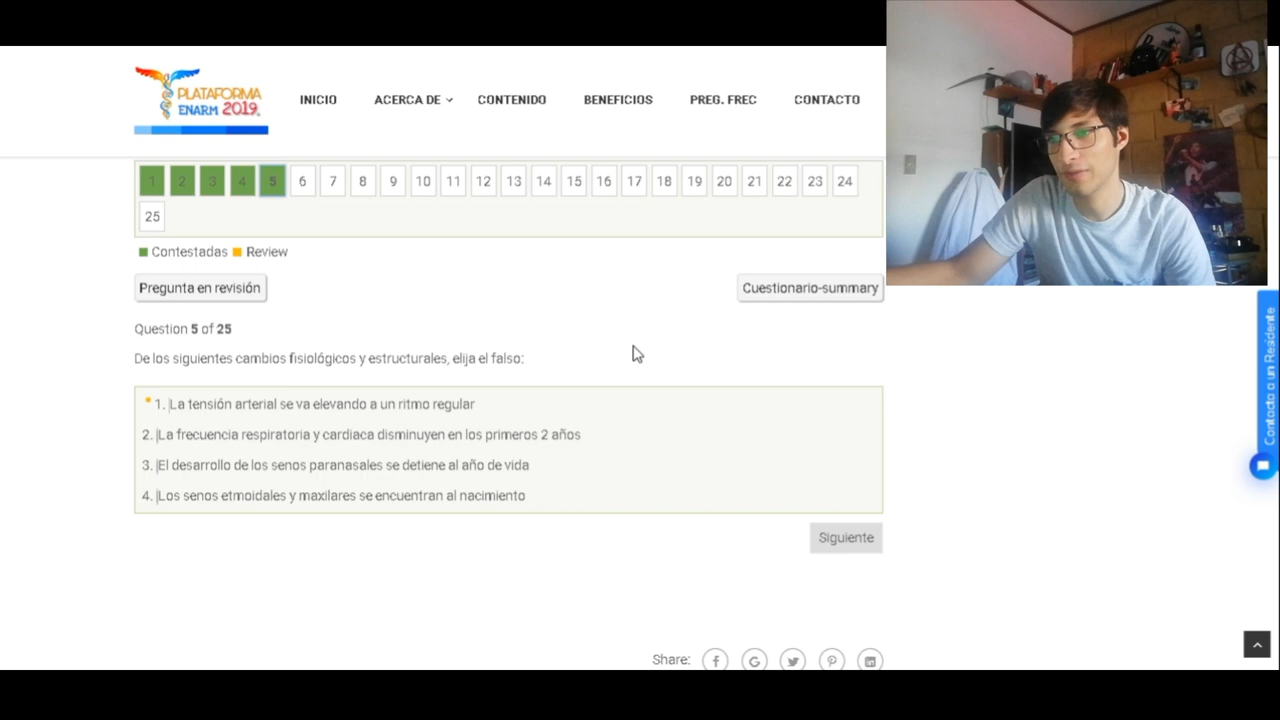 PLATAFORMA
ENARM 2019
INICIO ACERCA DE CONTENIDO BENEFICIOS PREG. FREC CONTACTO
1 2 3 4 5 6 7 8 9 10 11 12 13 14 15 16 17 18 19 20 21 22 23 24
25
Contestadas Review
Pregunta en revisión Cuestionario-summary
Question 5 of 25
De los siguientes cambios fisiológicos y estructurales, elija el falso:
1. La tensión arterial se va elevando a un ritmo regular
2. La frecuencia respiratoria y cardiaca disminuyen en los primeros 2 años
3. El desarrollo de los senos paranasales se detiene al año de vida
4. Los senos etmoidales y maxilares se encuentran al nacimiento
Siguiente
Contacto a un Residente
Share: